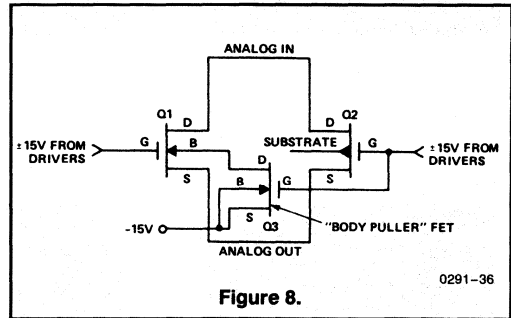 ANALOG IN
Q1
Q2
D
D
±15V FROM
DRIVERS
G
B
SUBSTRATE
G
±15V FROM
DRIVERS
S
D
S
B
G
-15V
S
Q3
"BODY PULLER" FET
ANALOG OUT
0291-36
Figure 8.